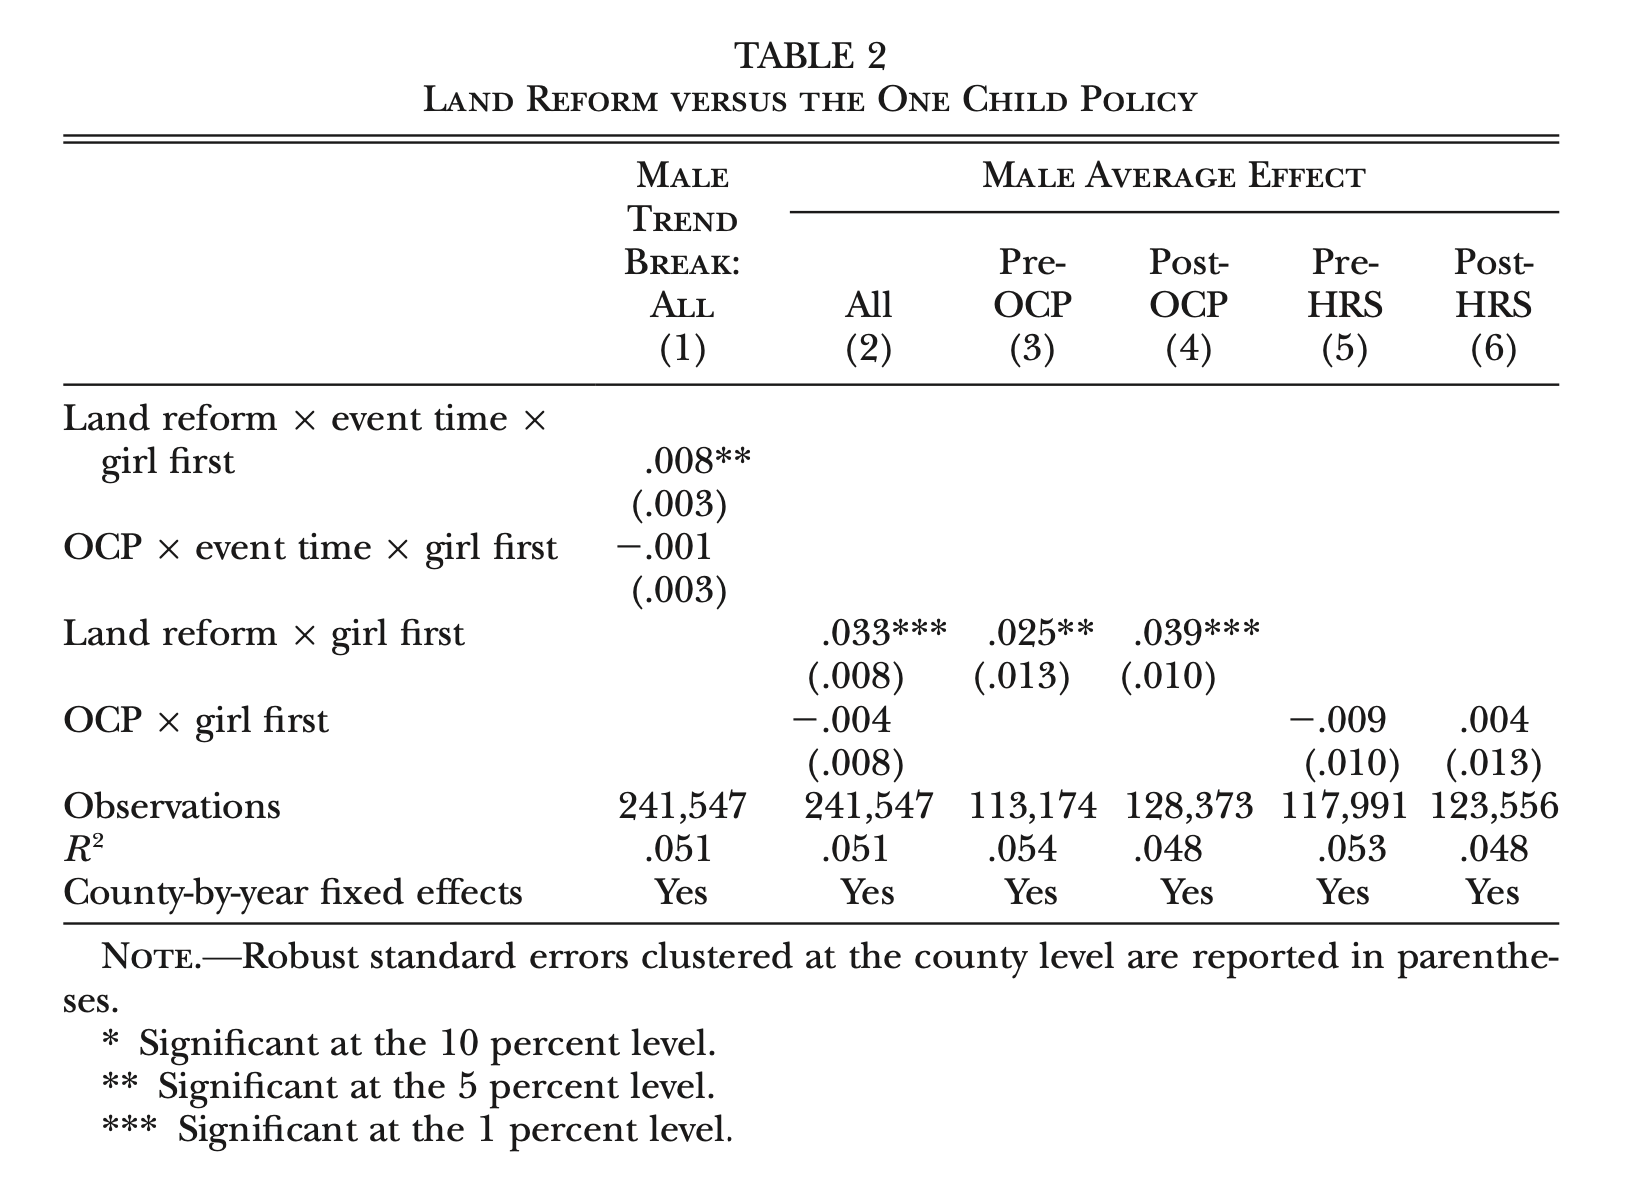 TABLE 2
LAND REFORM VERSUS THE ONE CHILD POLICY
MALE TREND BREAK: ALL (1)
MALE AVERAGE EFFECT
All (2) Pre-OCP (3) Post-OCP (4) Pre-HRS (5) Post-HRS (6)
Land reform × event time ×
girl first .008**
(.003)
OCP × event time × girl first −.001
(.003)
Land reform × girl first .033*** .025** .039***
(.008) (.013) (.010)
OCP × girl first −.004 −.009 .004
(.008) (.010) (.013)
Observations 241,547 241,547 113,174 128,373 117,991 123,556
R² .051 .051 .054 .048 .053 .048
County-by-year fixed effects Yes Yes Yes Yes Yes Yes
NOTE.—Robust standard errors clustered at the county level are reported in parenthe-
ses.
* Significant at the 10 percent level.
** Significant at the 5 percent level.
*** Significant at the 1 percent level.